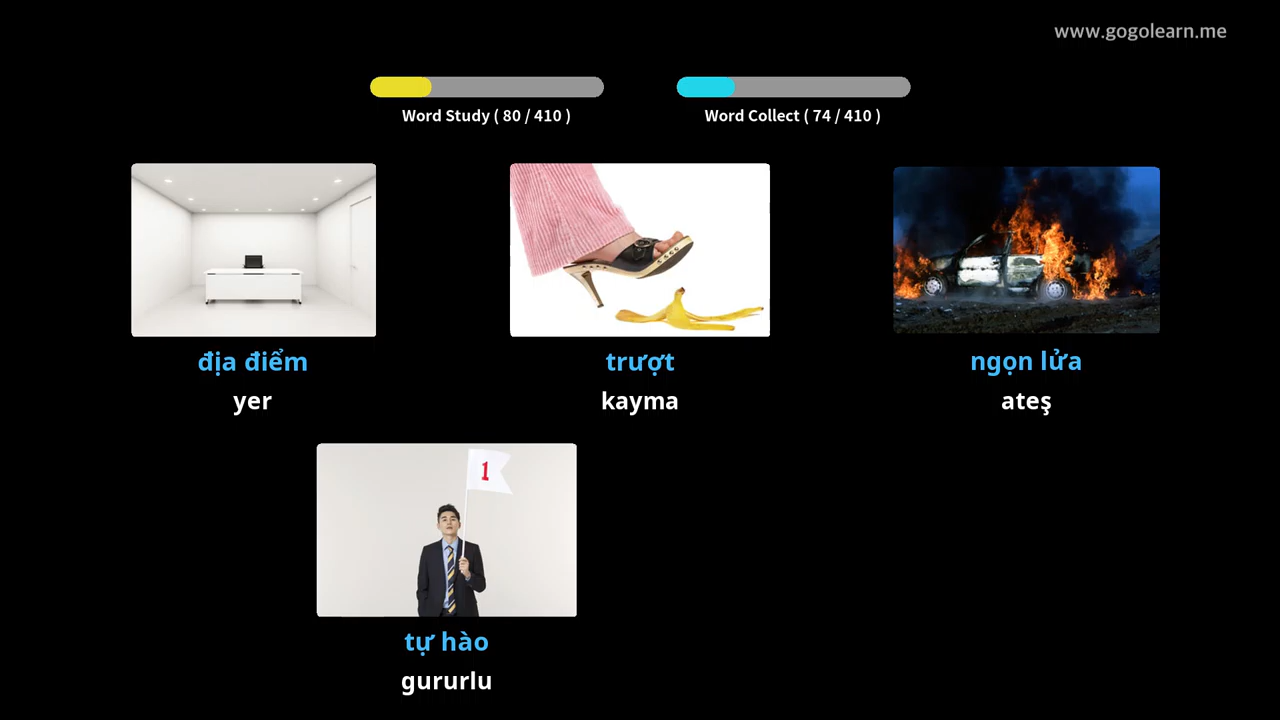 www.gogolearn.me
Word Study ( 80 / 410 )
Word Collect ( 74 / 410 )
địa điểm
yer
trượt
kayma
ngọn lửa
ateş
1
tự hào
gururlu